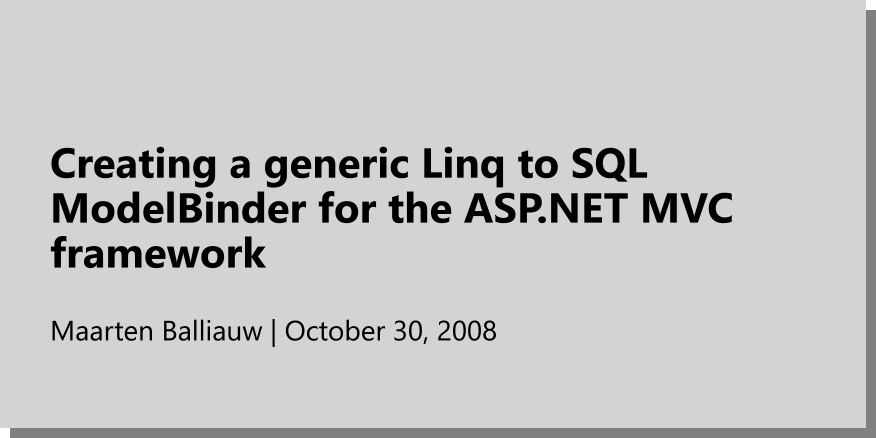 Creating a generic Linq to SQL
ModelBinder for the ASP.NET MVC
framework
Maarten Balliauw | October 30, 2008